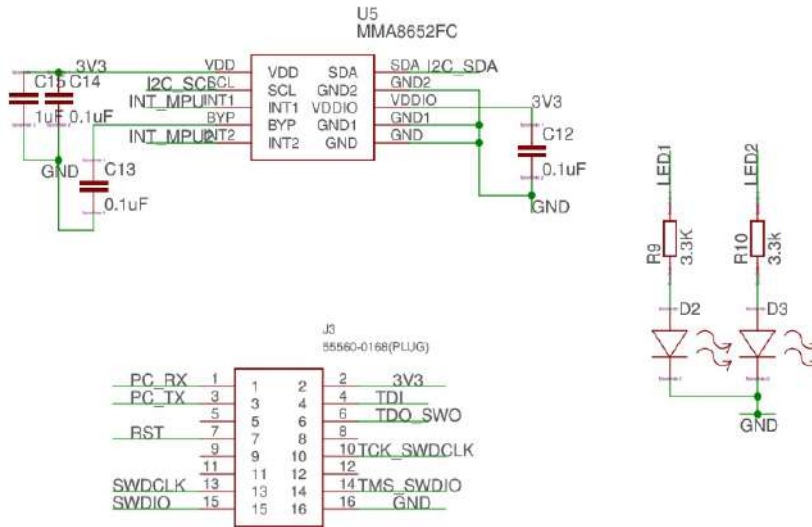 U5
MMA8652FC
3V3 VDD VDD SDA SDA I2C_SDA
C15 C14 I2C_SCL SCL SCL GND2 GND2
INT_MPU INT1 INT1 VDDIO VDDIO 3V3
1uF 0.1uF BYP BYP GND1 GND1
INT_MPU2 INT2 INT2 GND GND C12
GND C13 0.1uF
0.1uF GND
LED1 LED2
R9 3.3K R10 3.3k
D2 D3
GND
J3
55560-0168(PLUG)
PC_RX 1 1 2 2 3V3
PC_TX 3 3 4 4 TDI
5 5 6 6 TDO_SWO
RST 7 7 8 8
9 9 10 10 TCK_SWDCLK
11 11 12 12
SWDCLK 13 13 14 14 TMS_SWDIO
SWDIO 15 15 16 16 GND